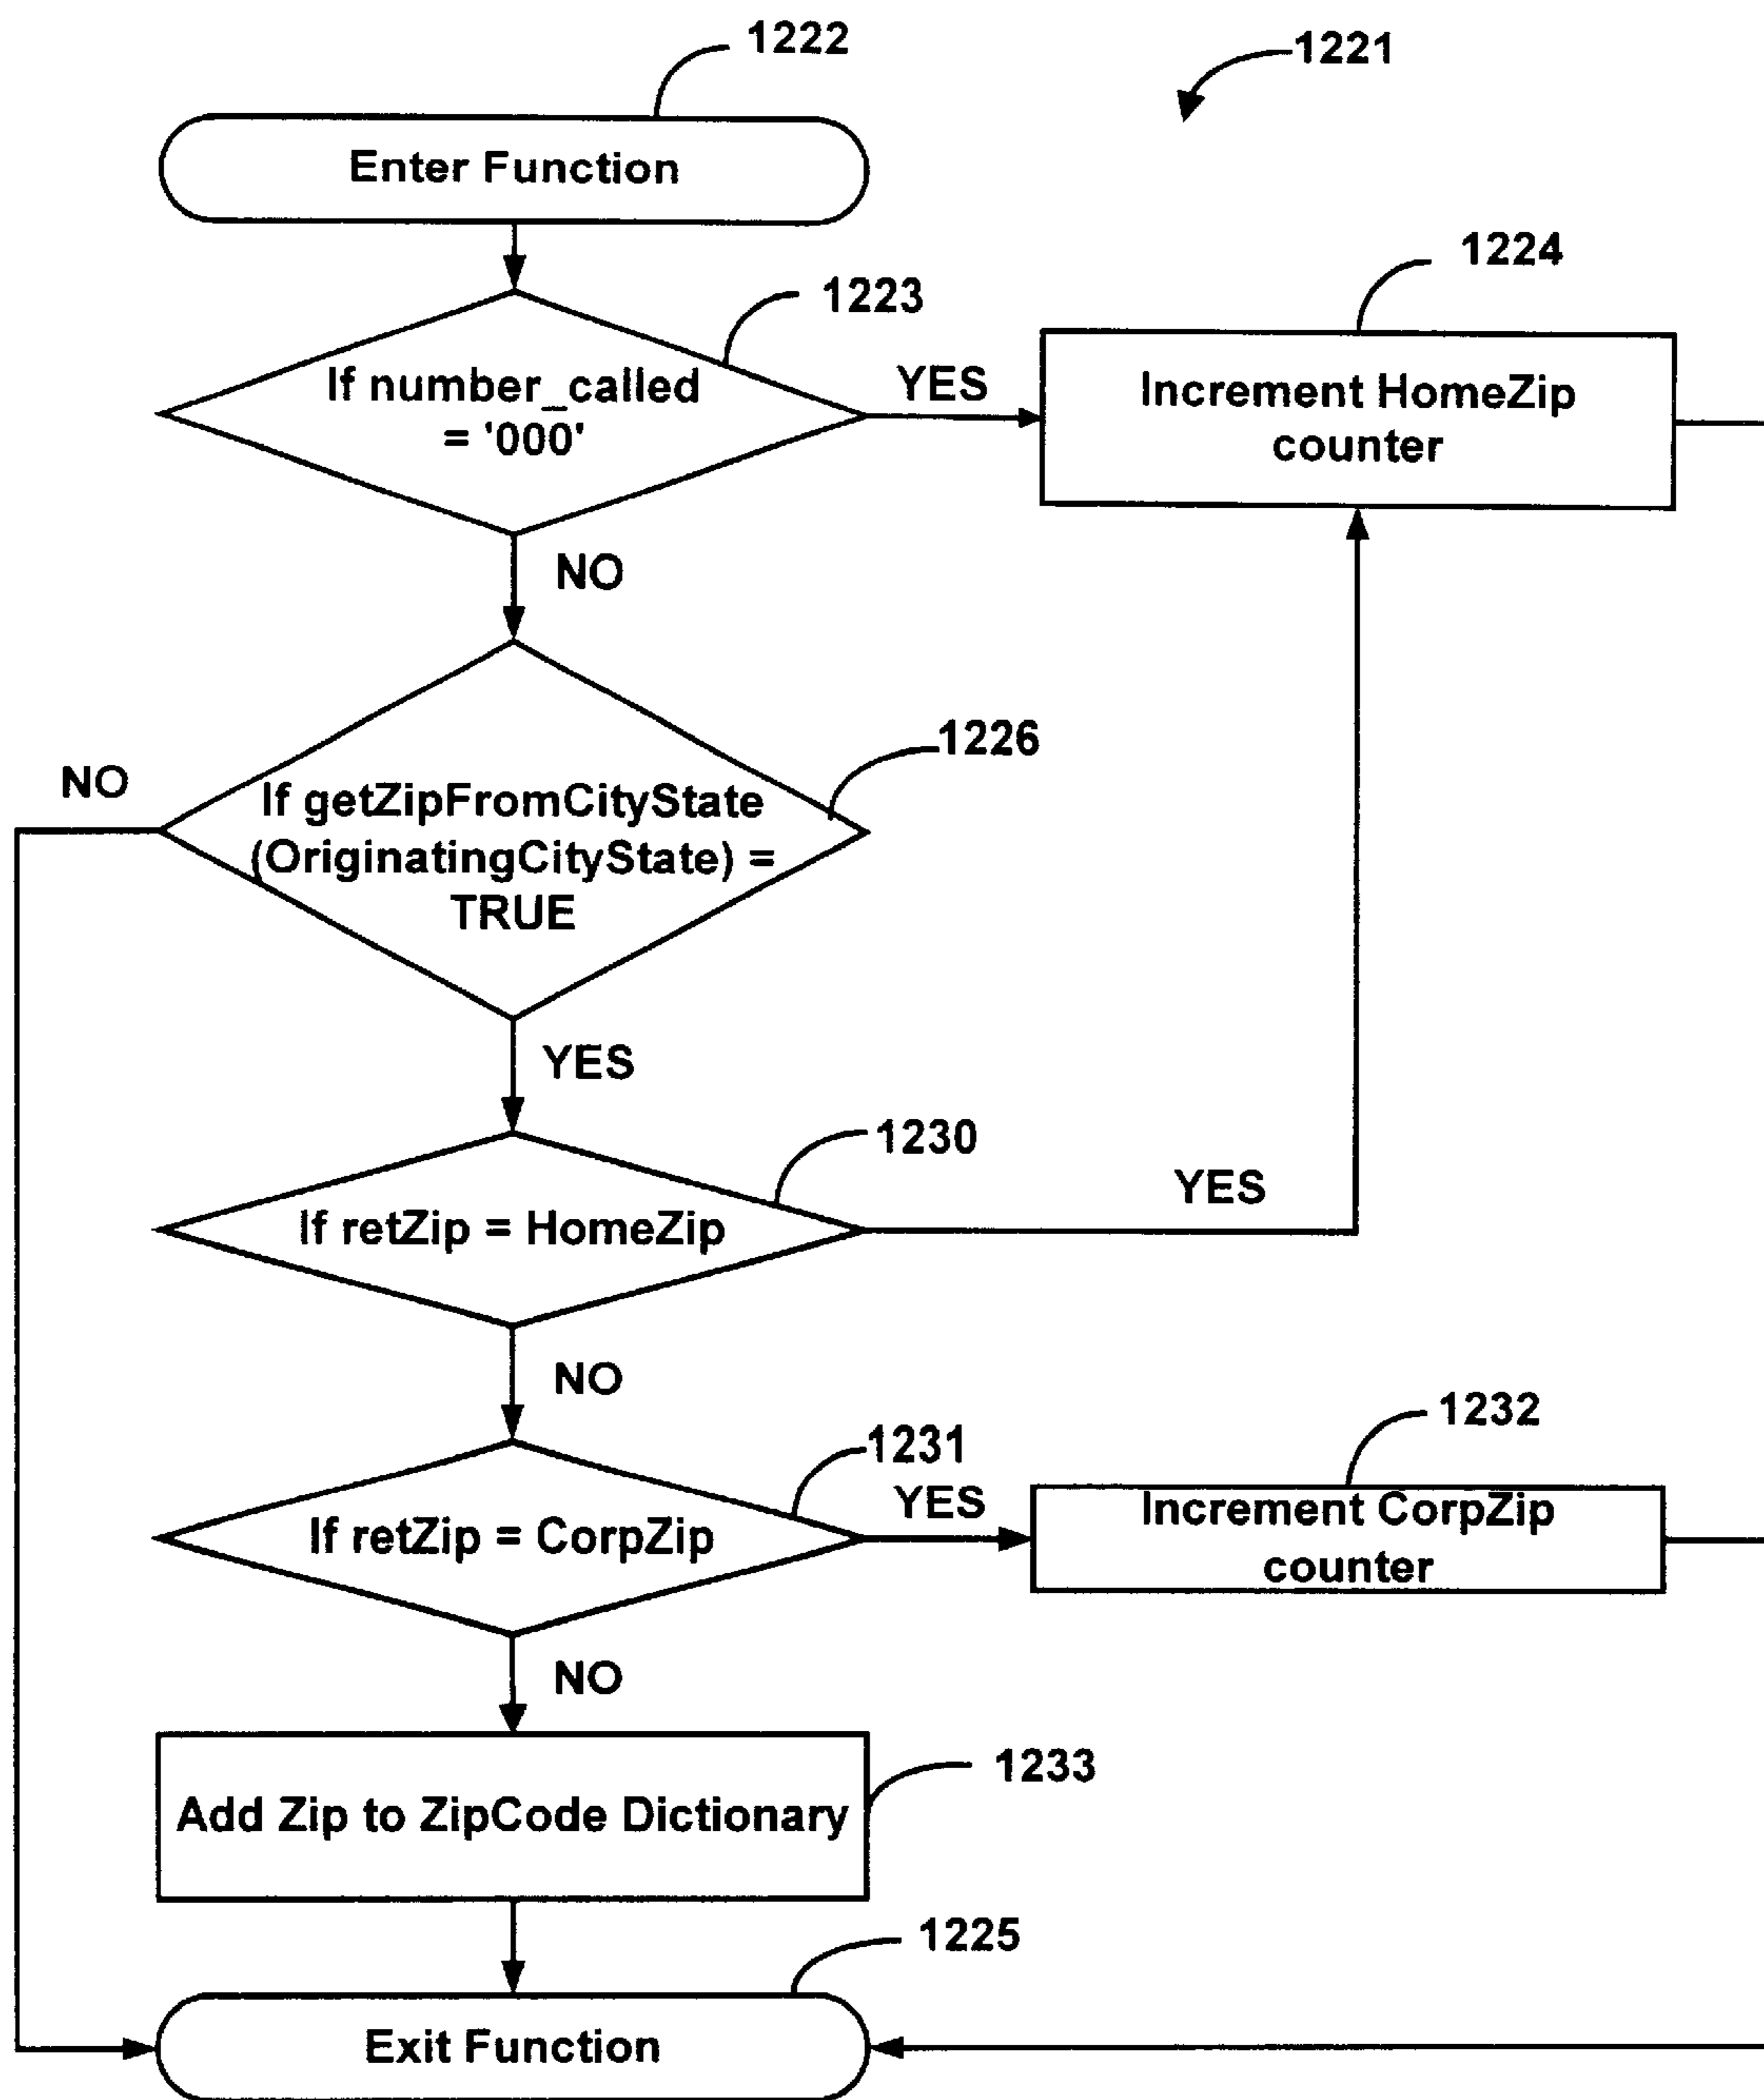 1222
1221
Enter Function
1223
1224
If number_called
= '000'
YES
Increment HomeZip
counter
NO
1226
NO
If getZipFromCityState
(OriginatingCityState) =
TRUE
YES
1230
YES
If retZip = HomeZip
NO
1232
1231
YES
If retZip = CorpZip
Increment CorpZip
counter
NO
1233
Add Zip to ZipCode Dictionary
1225
Exit Function